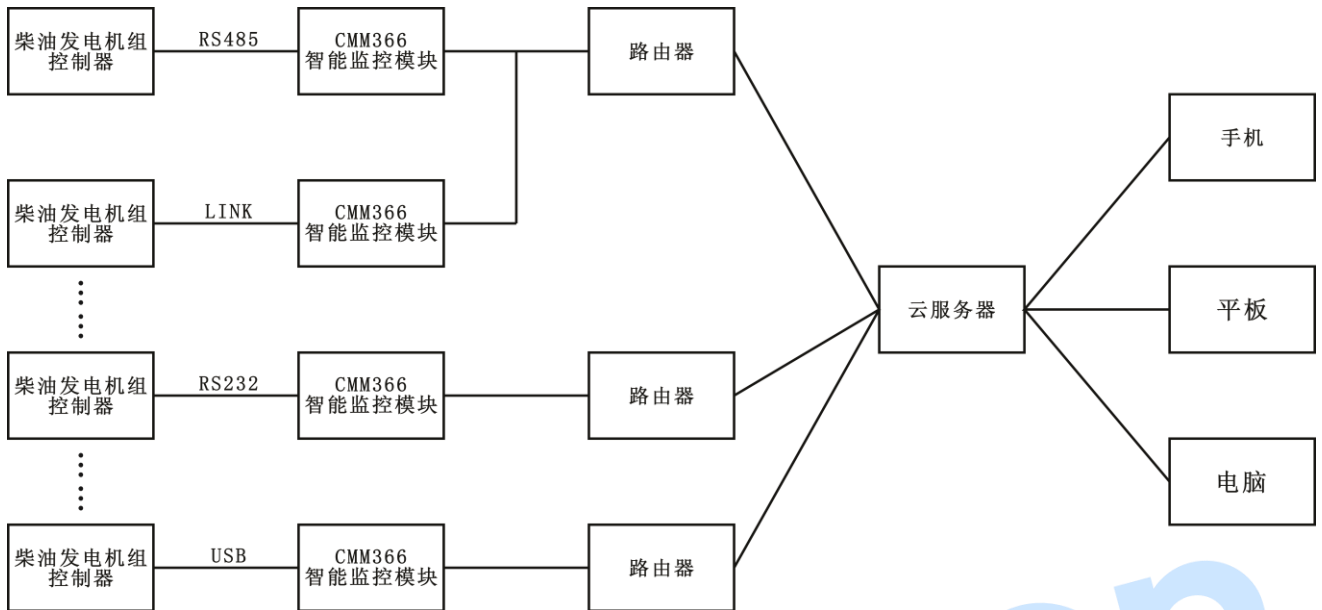 柴油发电机组
控制器
RS485
CMM366
智能监控模块
路由器
手机
柴油发电机组
控制器
LINK
CMM366
智能监控模块
云服务器
平板
柴油发电机组
控制器
RS232
CMM366
智能监控模块
路由器
电脑
柴油发电机组
控制器
USB
CMM366
智能监控模块
路由器